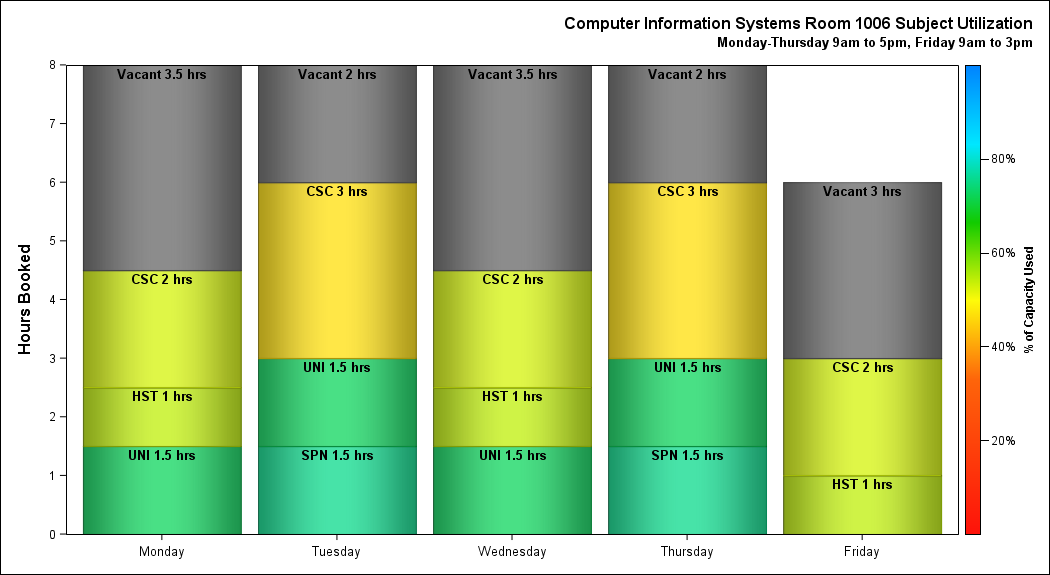 Computer Information Systems Room 1006 Subject Utilization
Monday-Thursday 9am to 5pm, Friday 9am to 3pm
Hours Booked
8
7
6
5
4
3
2
1
0
Vacant 3.5 hrs
CSC 2 hrs
HST 1 hrs
UNI 1.5 hrs
Monday
Vacant 2 hrs
CSC 3 hrs
UNI 1.5 hrs
SPN 1.5 hrs
Tuesday
Vacant 3.5 hrs
CSC 2 hrs
HST 1 hrs
UNI 1.5 hrs
Wednesday
Vacant 2 hrs
CSC 3 hrs
UNI 1.5 hrs
SPN 1.5 hrs
Thursday
Vacant 3 hrs
CSC 2 hrs
HST 1 hrs
Friday
80%
60%
40%
20%
% of Capacity Used